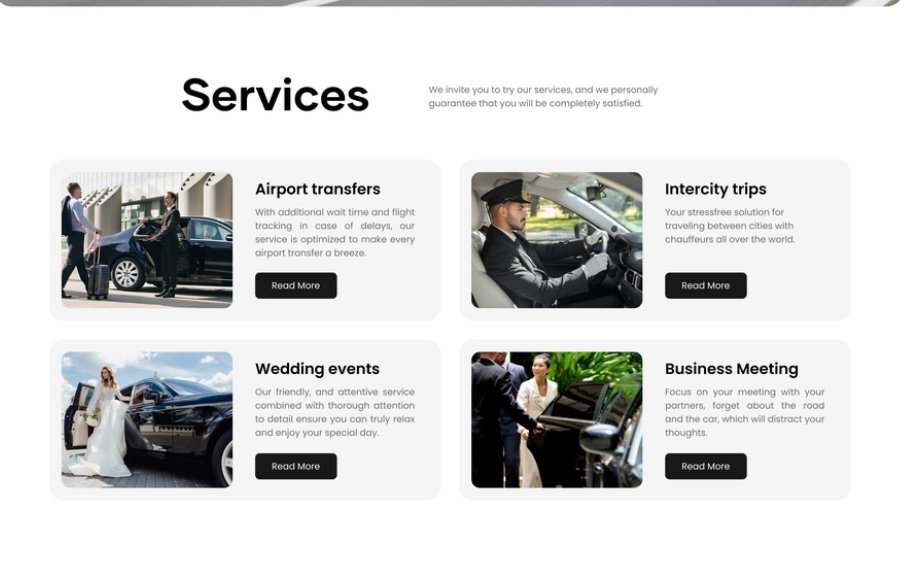 Services
We invite you to try our services, and we personally
guarantee that you will be completely satisfied.
Airport transfers
With additional wait time and flight
tracking in case of delays, our
service is optimized to make every
airport transfer a breeze.
Read More
Intercity trips
Your stressfree solution for
traveling between cities with
chauffeurs all over the world.
Read More
Wedding events
Our friendly, and attentive service
combined with thorough attention
to detail ensure you can truly relax
and enjoy your special day.
Read More
Business Meeting
Focus on your meeting with your
partners, forget about the road
and the car, which will distract your
thoughts.
Read More